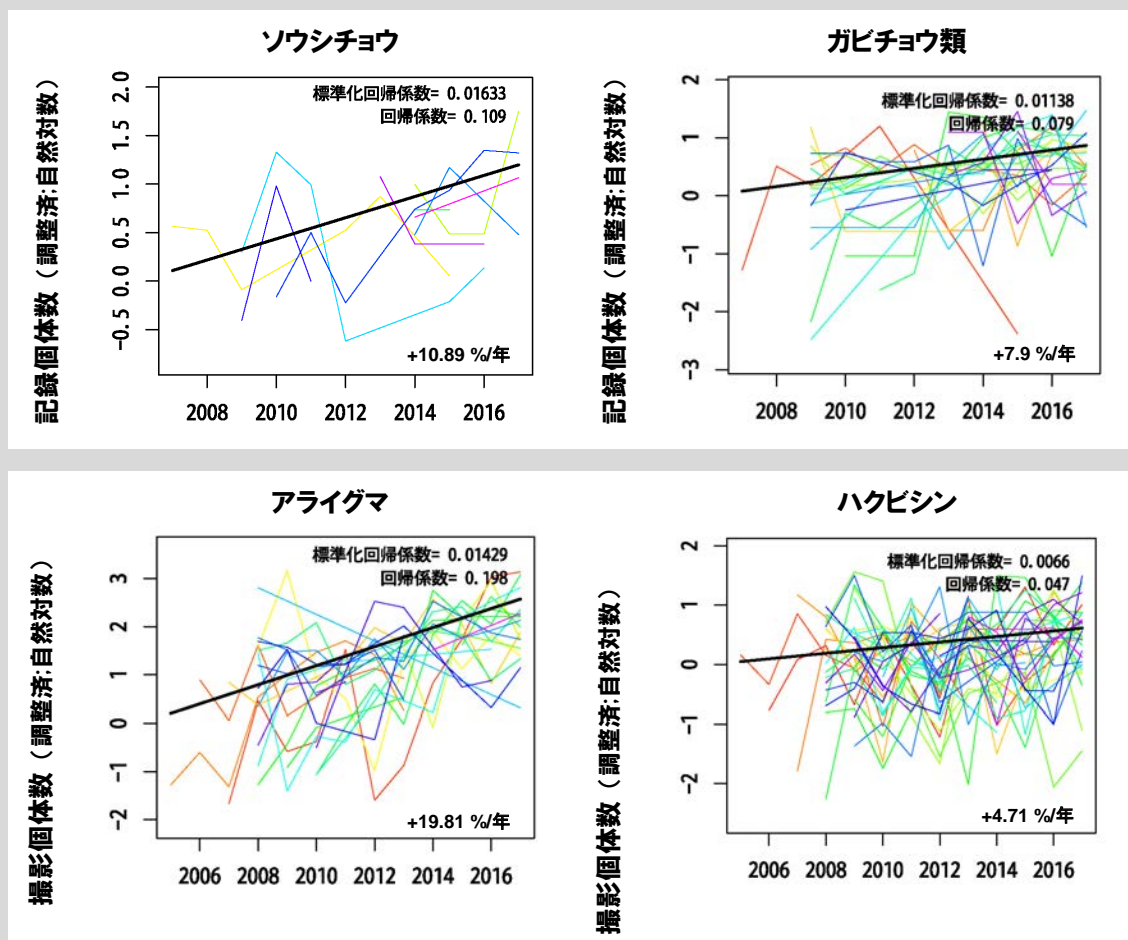 ソウシチョウ
記録個体数（調整済;自然対数）
2.0
1.5
1.0
0.5
0.0
−0.5
標準化回帰係数= 0.01633
回帰係数= 0.109
+10.89 %/年
2008 2010 2012 2014 2016
ガビチョウ類
記録個体数（調整済;自然対数）
2
1
0
−1
−2
−3
標準化回帰係数= 0.01138
回帰係数= 0.079
+7.9 %/年
2008 2010 2012 2014 2016
アライグマ
撮影個体数（調整済;自然対数）
3
2
1
0
−1
−2
標準化回帰係数= 0.01429
回帰係数= 0.198
+19.81 %/年
2006 2008 2010 2012 2014 2016
ハクビシン
撮影個体数（調整済;自然対数）
2
1
0
−1
−2
標準化回帰係数= 0.0066
回帰係数= 0.047
+4.71 %/年
2006 2008 2010 2012 2014 2016